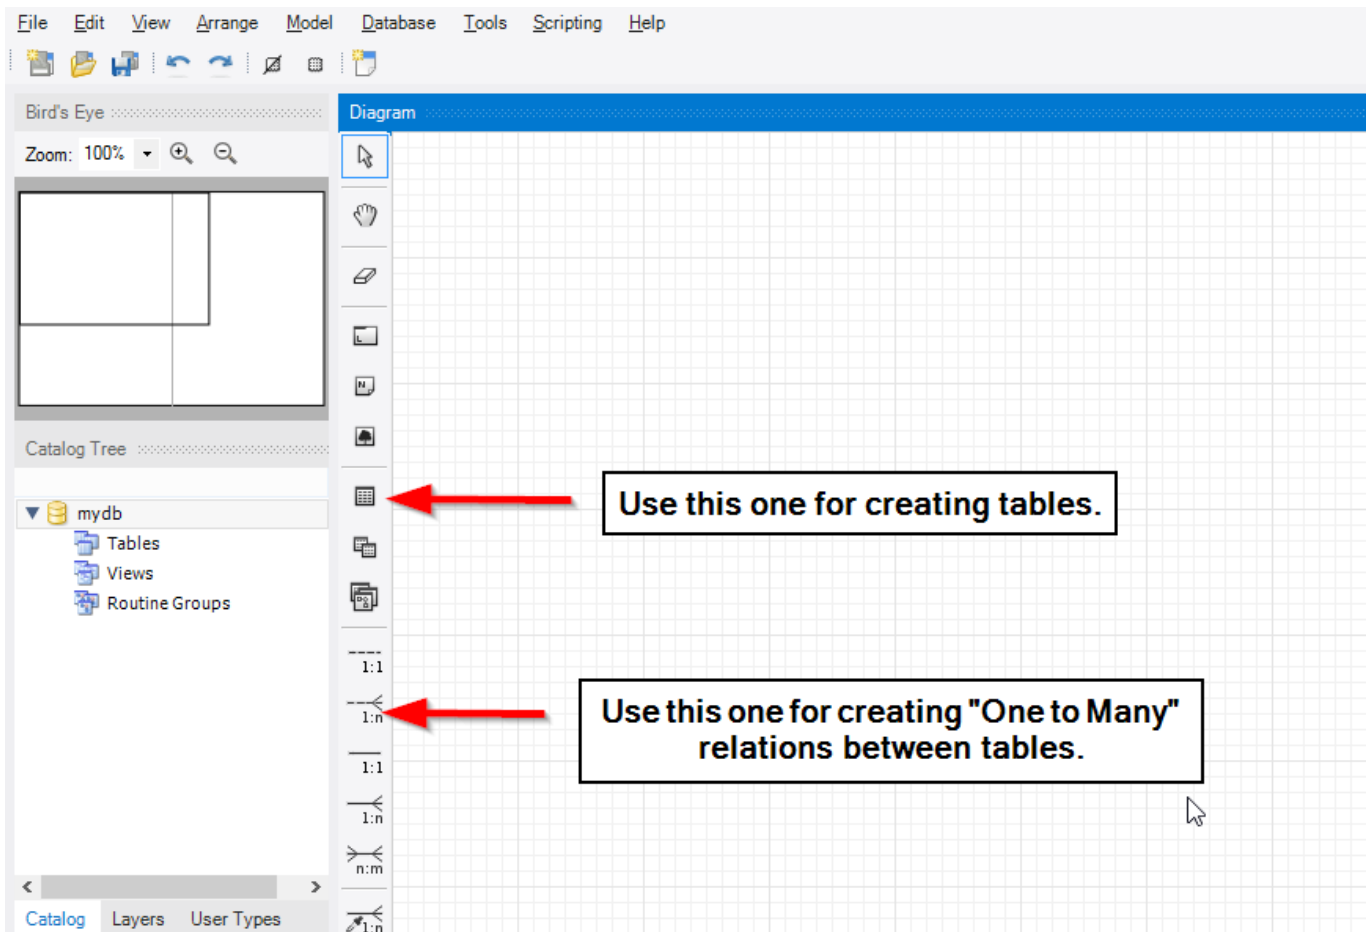 File Edit View Arrange Model Database Tools Scripting Help
Bird's Eye
Diagram
Zoom: 100%
Catalog Tree
mydb
Tables
Views
Routine Groups
L
N
Use this one for creating tables.
1:1
1:n
Use this one for creating "One to Many"
relations between tables.
1:1
1:n
n:m
1:n
Catalog Layers User Types